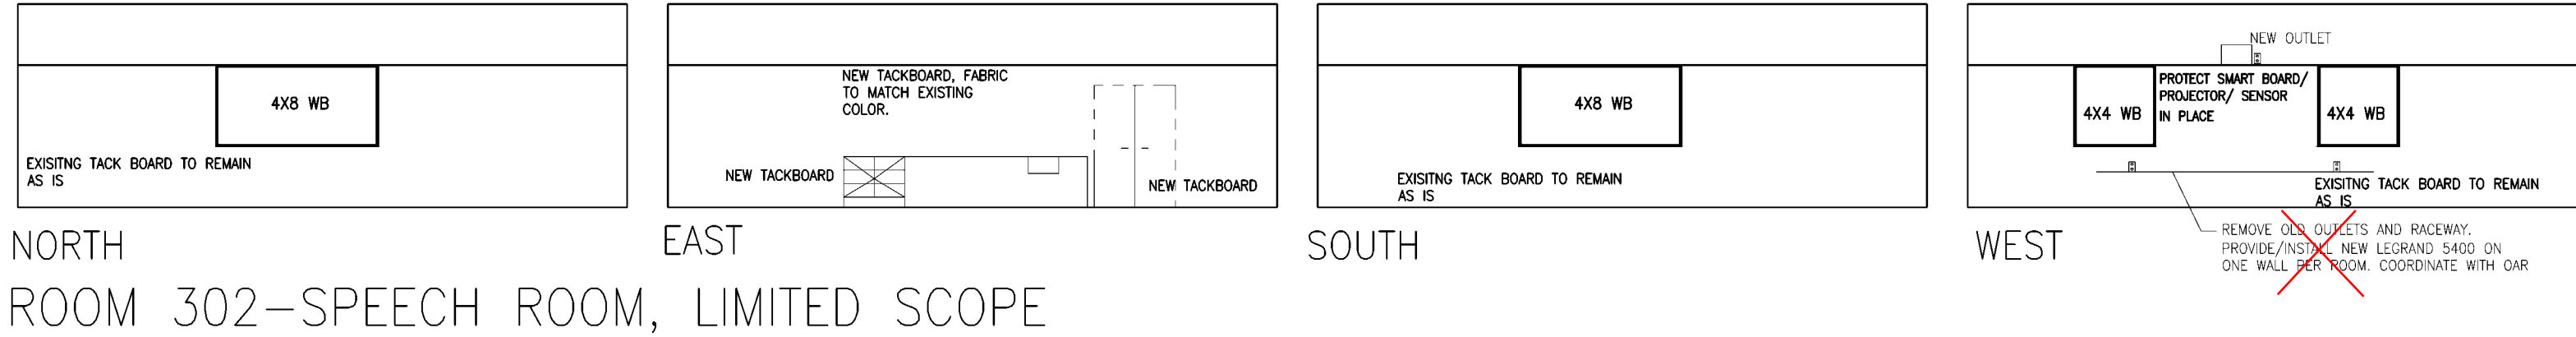 4X8 WB
EXISITNG TACK BOARD TO REMAIN
AS IS
NORTH
NEW TACKBOARD, FABRIC
TO MATCH EXISTING
COLOR.
NEW TACKBOARD
NEW TACKBOARD
EAST
4X8 WB
EXISITNG TACK BOARD TO REMAIN
AS IS
SOUTH
NEW OUTLET
4X4 WB
PROTECT SMART BOARD/
PROJECTOR/ SENSOR
IN PLACE
4X4 WB
EXISITNG TACK BOARD TO REMAIN
AS IS
WEST
REMOVE OLD OUTLETS AND RACEWAY.
PROVIDE/INSTALL NEW LEGRAND 5400 ON
ONE WALL PER ROOM. COORDINATE WITH OAR
ROOM 302-SPEECH ROOM, LIMITED SCOPE